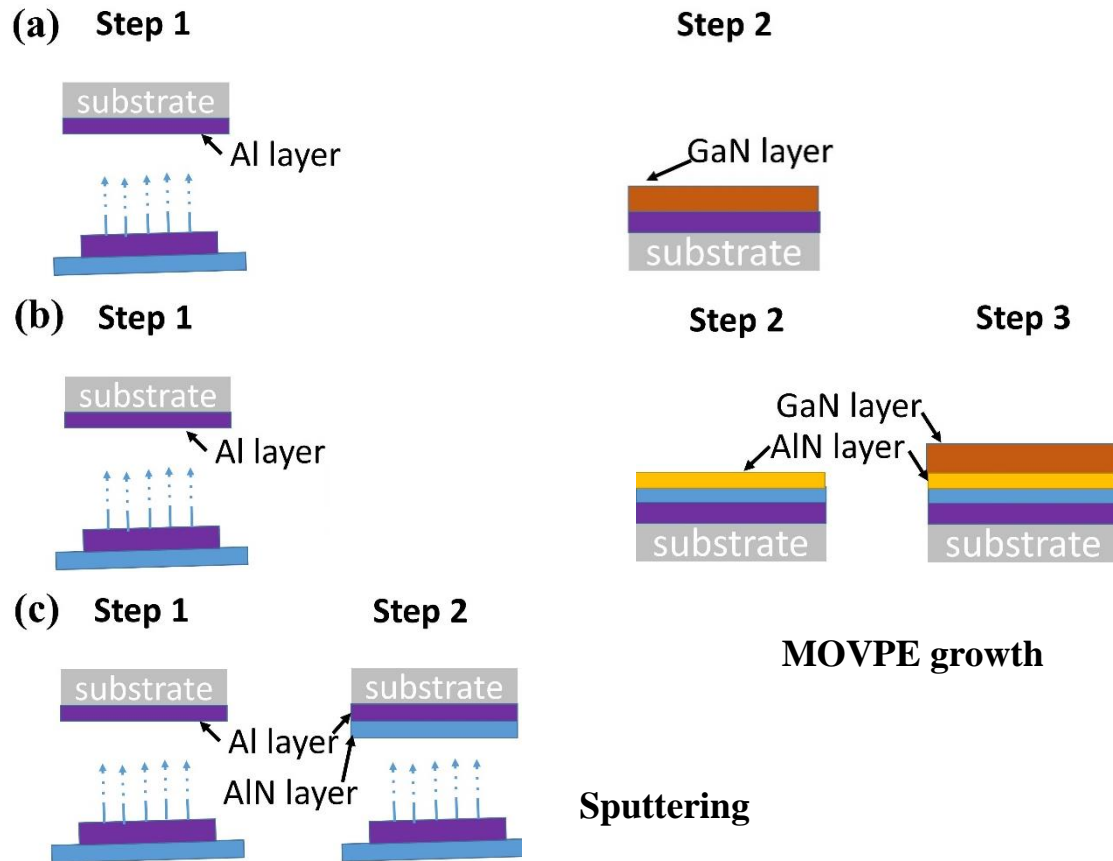 (a) Step 1 Step 2
substrate
Al layer
GaN layer
substrate
(b) Step 1 Step 2 Step 3
substrate
Al layer
GaN layer
AlN layer
substrate substrate
(c) Step 1 Step 2
MOVPE growth
substrate substrate
Al layer
AlN layer
Sputtering